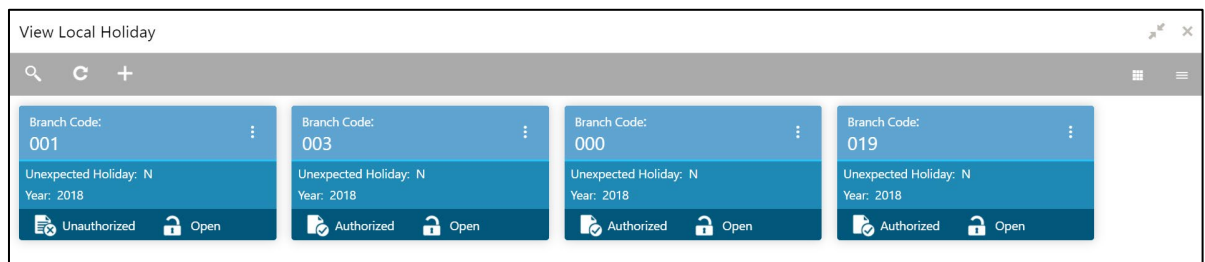 View Local Holiday
Branch Code:
001
Unexpected Holiday: N
Year: 2018
Unauthorized Open
Branch Code:
003
Unexpected Holiday: N
Year: 2018
Authorized Open
Branch Code:
000
Unexpected Holiday: N
Year: 2018
Authorized Open
Branch Code:
019
Unexpected Holiday: N
Year: 2018
Authorized Open